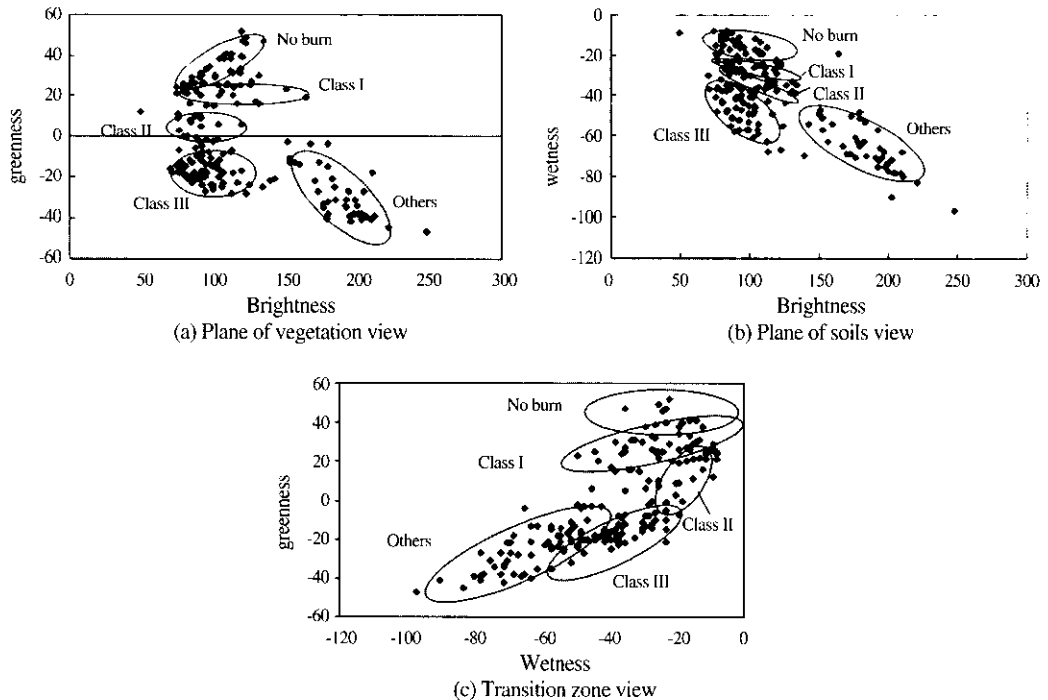 60
40
20
0
-20
-40
-60
greenness
No burn
Class I
Class II
Class III
Others
0 50 100 150 200 250 300
Brightness
(a) Plane of vegetation view
0
-20
-40
-60
-80
-100
-120
wetness
No burn
Class I
Class II
Class III
Others
0 50 100 150 200 250 300
Brightness
(b) Plane of soils view
60
40
20
0
-20
-40
-60
greenness
No burn
Class I
Class II
Others
Class III
-120 -100 -80 -60 -40 -20 0
Wetness
(c) Transition zone view